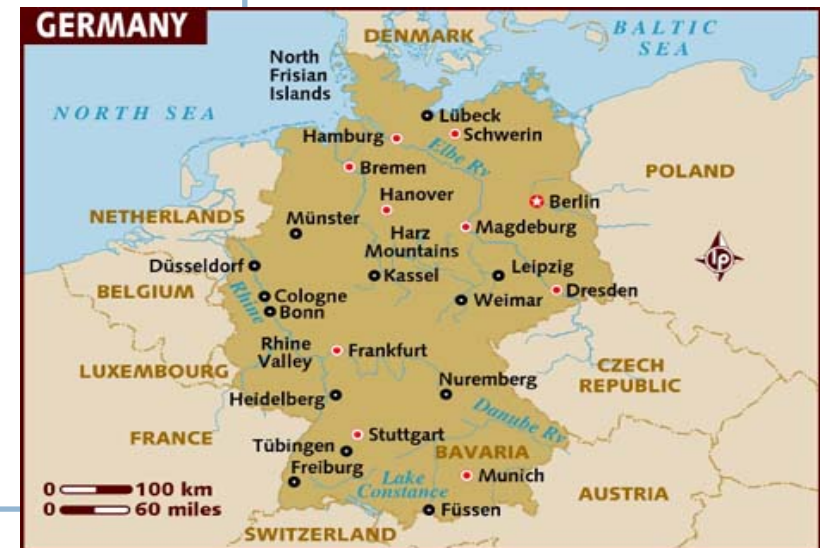 GERMANY
DENMARK
BALTIC
SEA
North
Frisian
Islands
NORTH SEA
Lübeck
Hamburg
Schwerin
Elbe Rv
Bremen
POLAND
Hanover
Berlin
NETHERLANDS
Münster
Harz
Mountains
Magdeburg
Düsseldorf
Kassel
Leipzig
BELGIUM
Cologne
Weimar
Dresden
Rhine
Bonn
Rhine
Valley
Frankfurt
LUXEMBOURG
CZECH
REPUBLIC
Heidelberg
Nuremberg
Danube Rv
FRANCE
Stuttgart
Tübingen
BAVARIA
Freiburg
Lake
Constance
Munich
AUSTRIA
0 100 km
0 60 miles
Füssen
SWITZERLAND
LP